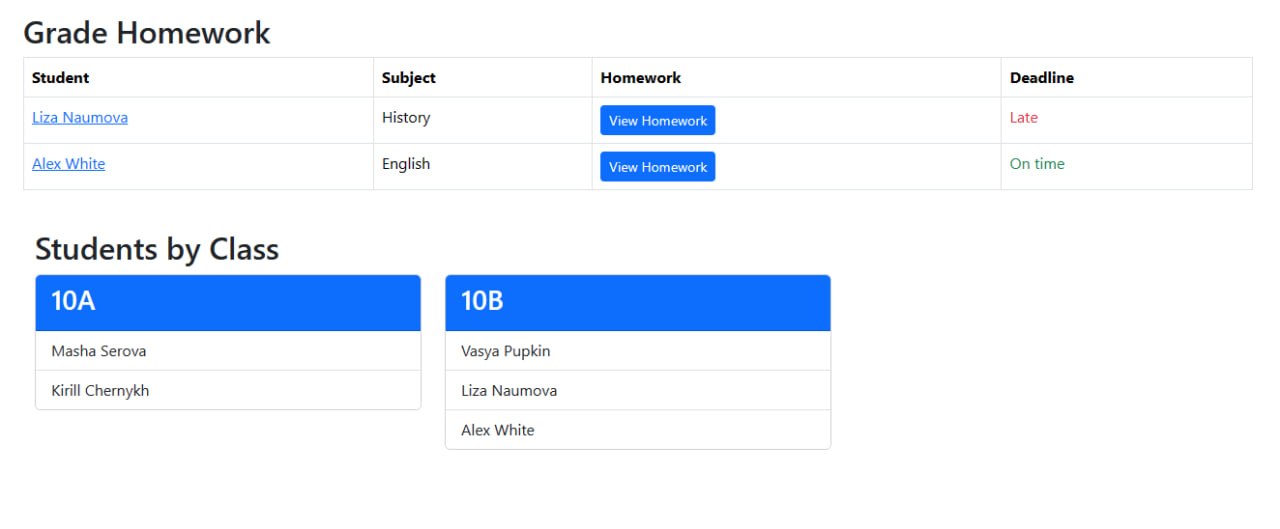 Grade Homework
Student Subject Homework Deadline
Liza Naumova History View Homework Late
Alex White English View Homework On time
Students by Class
10A
Masha Serova
Kirill Chernykh
10B
Vasya Pupkin
Liza Naumova
Alex White